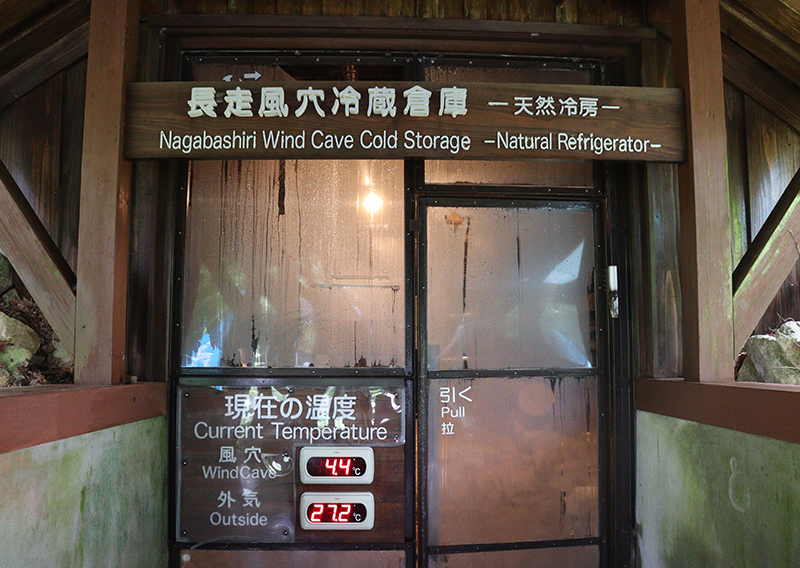 長走風穴冷蔵倉庫 −天然冷房−
Nagabashiri Wind Cave Cold Storage −Natural Refrigerator−
現在の温度
Current Temperature
風穴
WindCave
4.4℃
外気
Outside
27.2℃
引く
Pull
拉